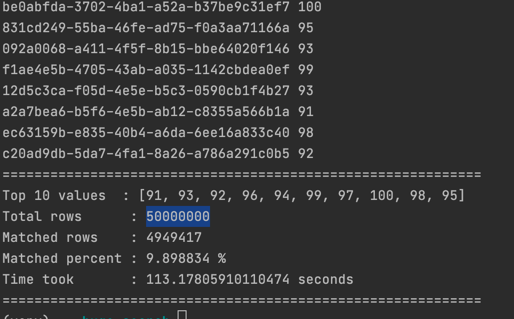 be0abfda-3702-4ba1-a52a-b37be9c31ef7 100
831cd249-55ba-46fe-ad75-f0a3aa71166a 95
092a0068-a411-4f5f-8b15-bbe64020f146 93
f1ae4e5b-4705-43ab-a035-1142cbdea0ef 99
12d5c3ca-f05d-4e5e-b5c3-0590cb1f4b27 93
a2a7bea6-b5f6-4e5b-ab12-c8355a566b1a 91
ec63159b-e835-40b4-a6da-6ee16a833c40 98
c20ad9db-5da7-4fa1-8a26-a786a291c0b5 92
============================================================
Top 10 values  : [91, 93, 92, 96, 94, 99, 97, 100, 98, 95]
Total rows      : 50000000
Matched rows    : 4949417
Matched percent : 9.898834 %
Time took       : 113.17805910110474 seconds
============================================================